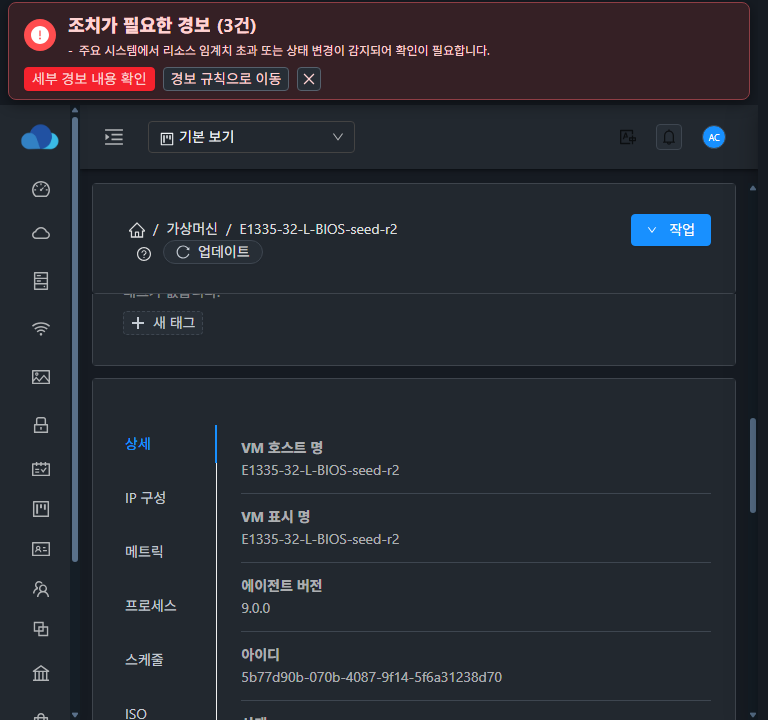 조치가 필요한 경보 (3건)
- 주요 시스템에서 리소스 임계치 초과 또는 상태 변경이 감지되어 확인이 필요합니다.
세부 경보 내용 확인 경보 규칙으로 이동
기본 보기
AC
/ 가상머신 / E1335-32-L-BIOS-seed-r2
작업
업데이트
새 태그
상세
VM 호스트 명
E1335-32-L-BIOS-seed-r2
IP 구성
VM 표시 명
E1335-32-L-BIOS-seed-r2
메트릭
에이전트 버전
9.0.0
프로세스
아이디
5b77d90b-070b-4087-9f14-5f6a31238d70
스케줄
ISO